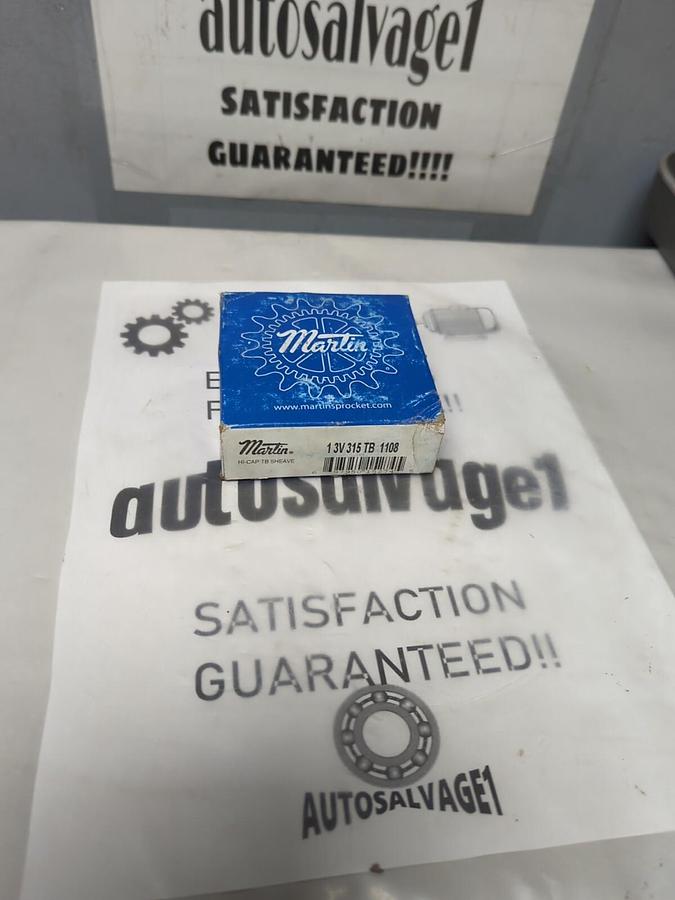 autosalvage1
SATISFACTION
GUARANTEED!!!!
Martin
www.martinsprocket.com
Martin
1 3V 315 TB 1108
HI-CAP TB SHEAVE
autosalvage1
SATISFACTION
GUARANTEED!!
AUTOSALVAGE1